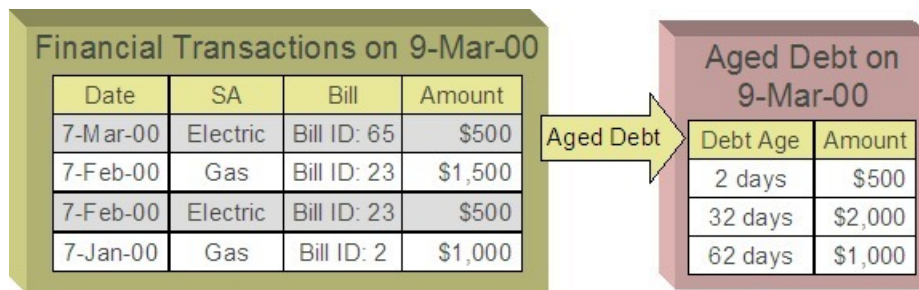 Financial Transactions on 9-Mar-00
Date SA Bill Amount
7-Mar-00 Electric Bill ID: 65 $500
7-Feb-00 Gas Bill ID: 23 $1,500
7-Feb-00 Electric Bill ID: 23 $500
7-Jan-00 Gas Bill ID: 2 $1,000
Aged Debt
Aged Debt on
9-Mar-00
Debt Age Amount
2 days $500
32 days $2,000
62 days $1,000